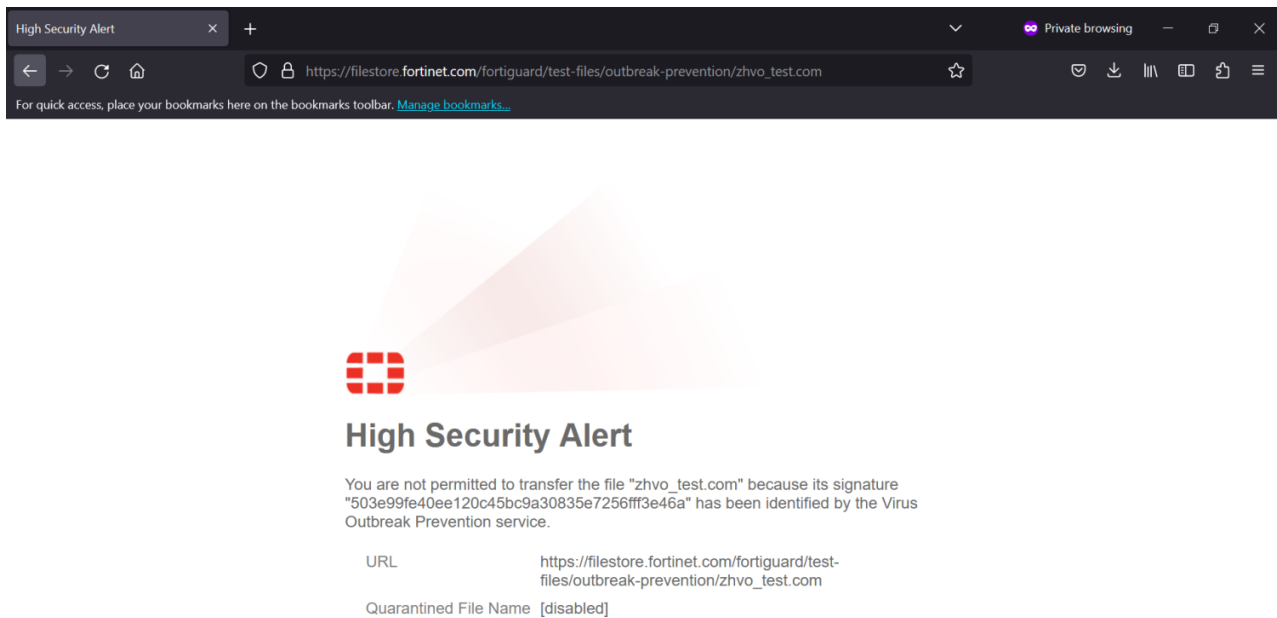 High Security Alert
Private browsing
https://filestore.fortinet.com/fortiguard/test-files/outbreak-prevention/zhvo_test.com
For quick access, place your bookmarks here on the bookmarks toolbar. Manage bookmarks...
High Security Alert
You are not permitted to transfer the file "zhvo_test.com" because its signature
"503e99fe40ee120c45bc9a30835e7256fff3e46a" has been identified by the Virus
Outbreak Prevention service.
URL https://filestore.fortinet.com/fortiguard/test-
files/outbreak-prevention/zhvo_test.com
Quarantined File Name [disabled]